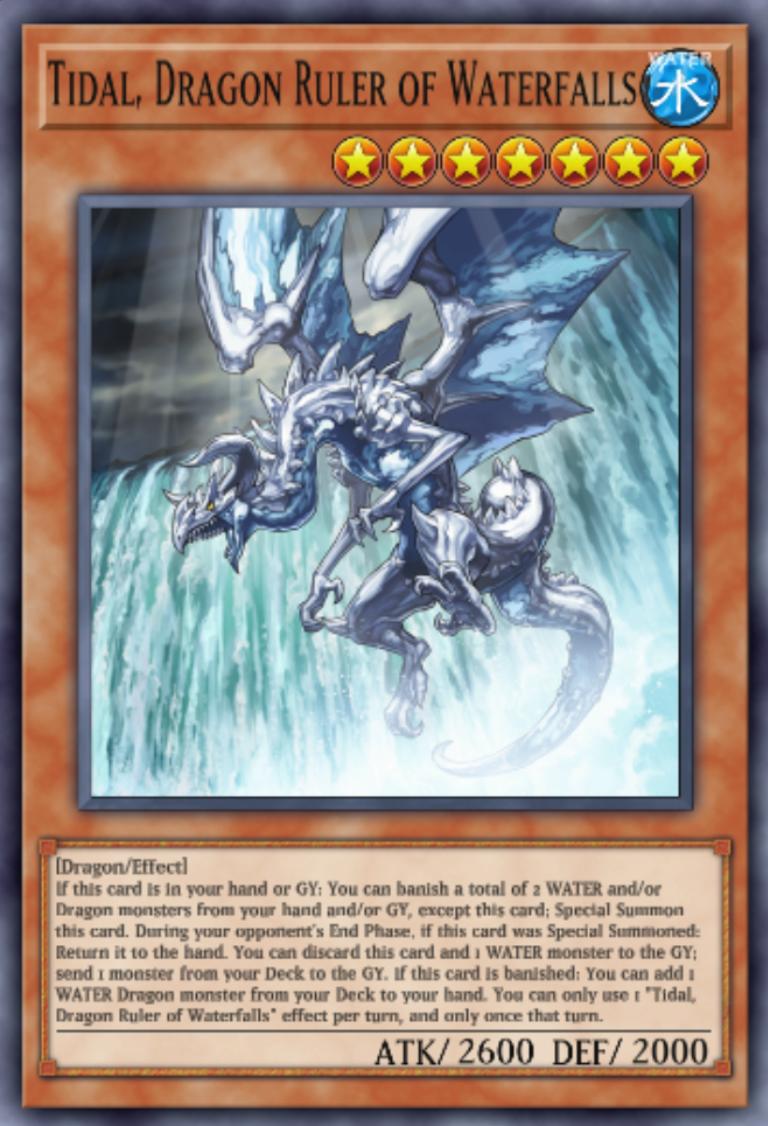 TIDAL, DRAGON RULER OF WATERFALLS
WATER
水
[Dragon/Effect]
If this card is in your hand or GY: You can banish a total of 2 WATER and/or
Dragon monsters from your hand and/or GY, except this card; Special Summon
this card. During your opponent's End Phase, if this card was Special Summoned:
Return it to the hand. You can discard this card and 1 WATER monster to the GY;
send 1 monster from your Deck to the GY. If this card is banished: You can add 1
WATER Dragon monster from your Deck to your hand. You can only use 1 "Tidal,
Dragon Ruler of Waterfalls" effect per turn, and only once that turn.
ATK/ 2600 DEF/ 2000